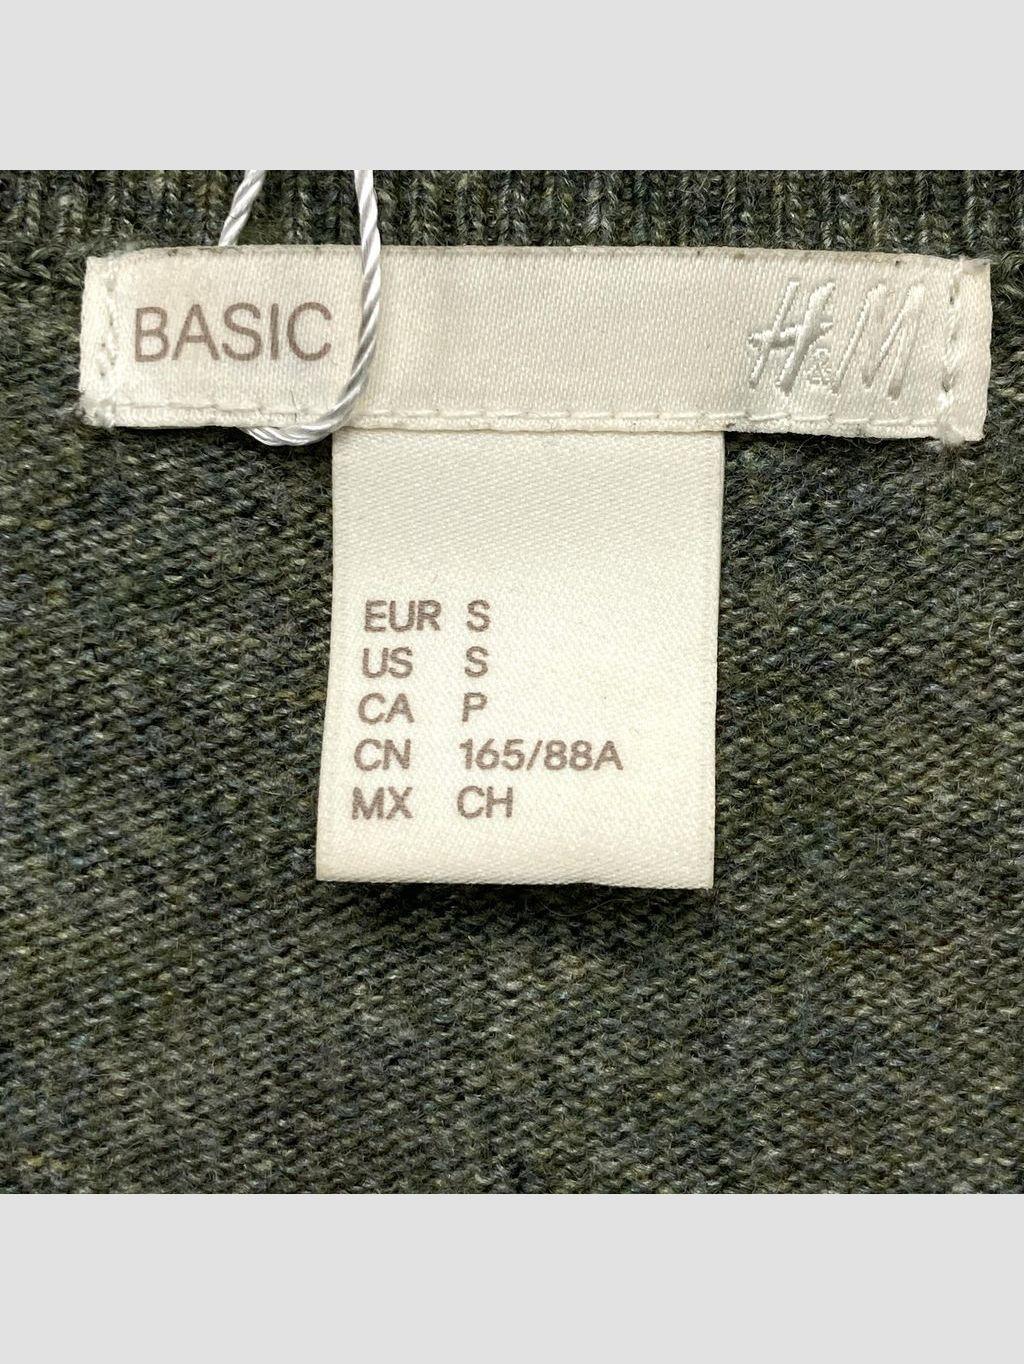 BASIC H&M
EUR S
US S
CA P
CN 165/88A
MX CH